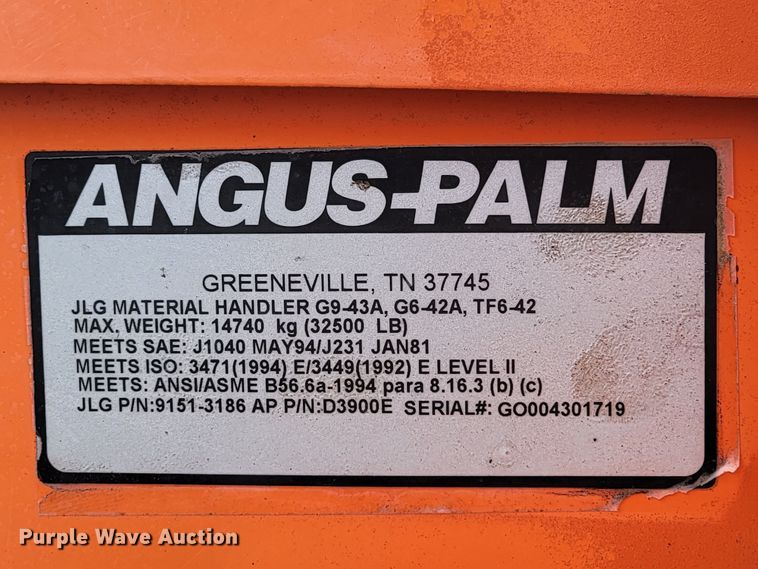 ANGUS-PALM
GREENEVILLE, TN 37745
JLG MATERIAL HANDLER G9-43A, G6-42A, TF6-42
MAX. WEIGHT: 14740 kg (32500 LB)
MEETS SAE: J1040 MAY94/J231 JAN81
MEETS ISO: 3471(1994) E/3449(1992) E LEVEL II
MEETS: ANSI/ASME B56.6a-1994 para 8.16.3 (b) (c)
JLG P/N:9151-3186 AP P/N:D3900E SERIAL#: GO004301719
Purple Wave Auction